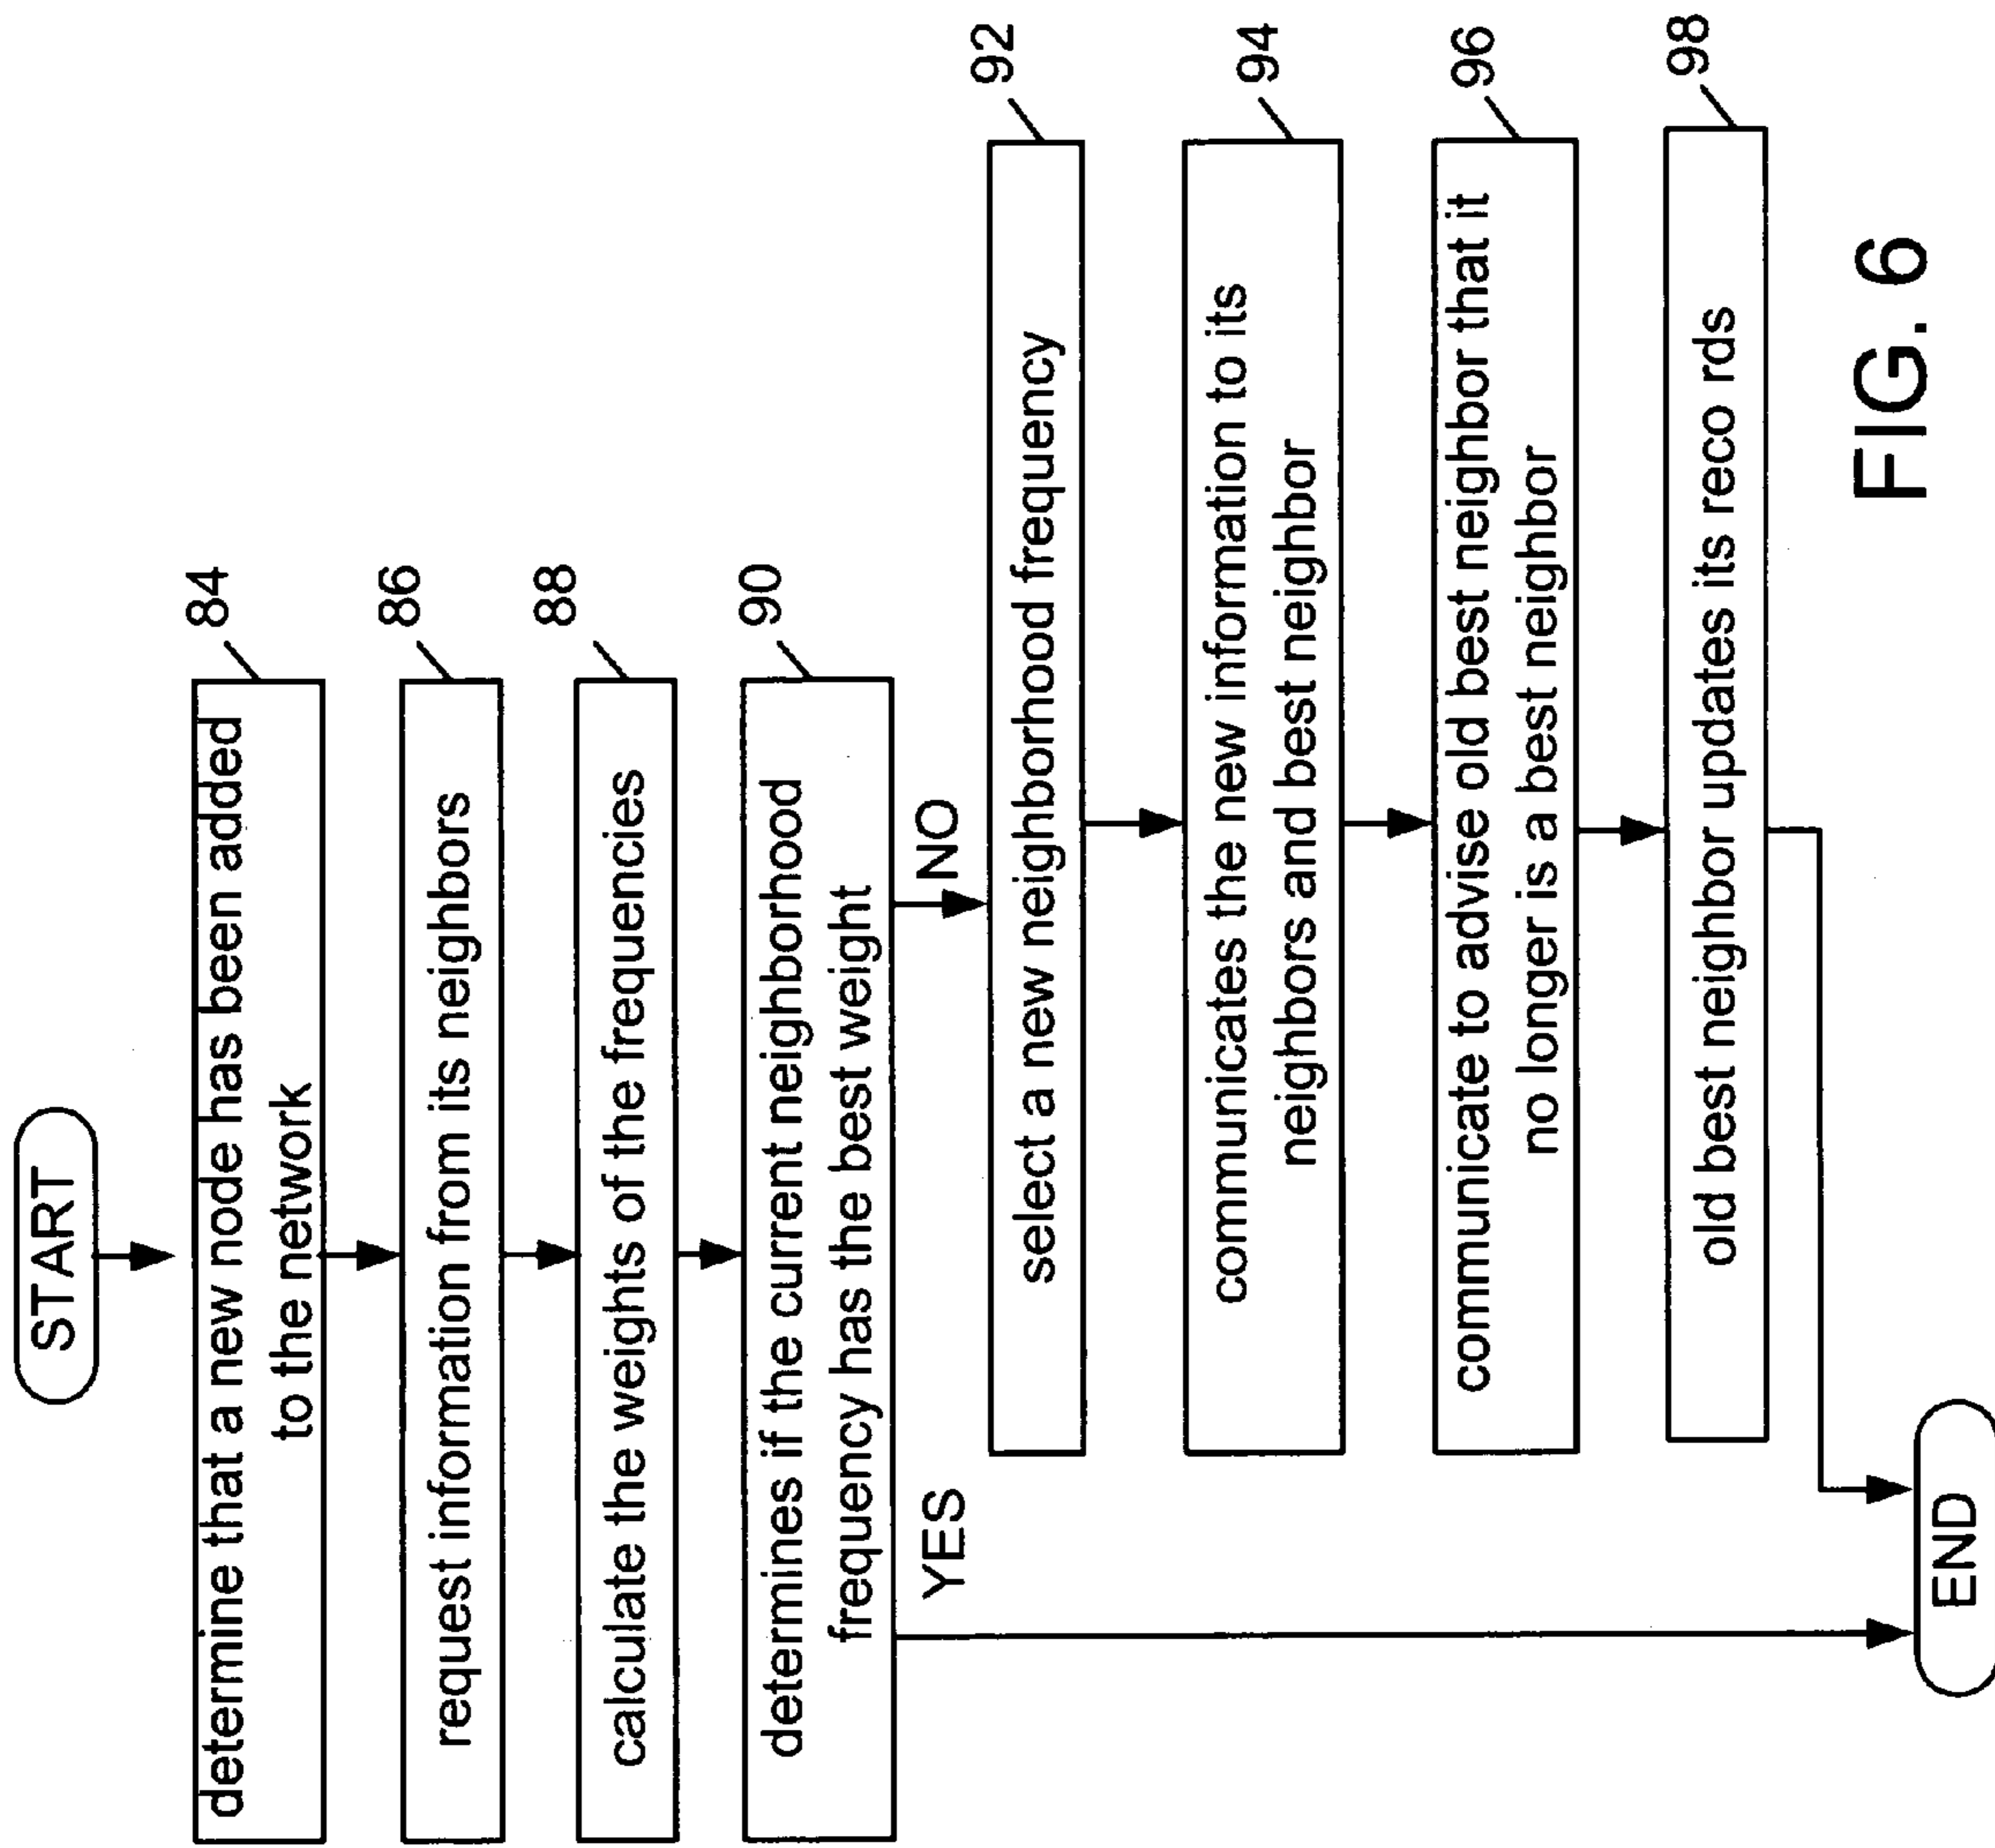 START
84
determine that a new node has been added
to the network
86
request information from its neighbors
88
calculate the weights of the frequencies
90
determines if the current neighborhood
frequency has the best weight
YES
NO
92
select a new neighborhood frequency
94
communicates the new information to its
neighbors and best neighbor
96
communicate to advise old best neighbor that it
no longer is a best neighbor
98
old best neighbor updates its reco rds
END
FIG. 6